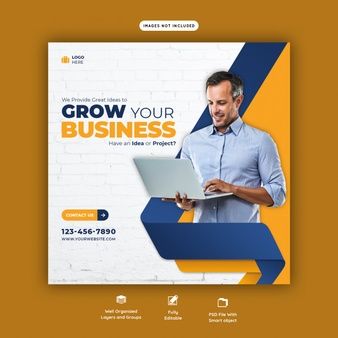 IMAGES NOT INCLUDED
LOGO
HERE
We Provide Great Ideas to
GROW YOUR
BUSINESS
Have an Idea or Project?
CONTACT US
123-456-7890
WWW.YOURWEBSITE.COM
Well Organized
Layers and Groups
Fully
Editable
PSD File With
Smart object